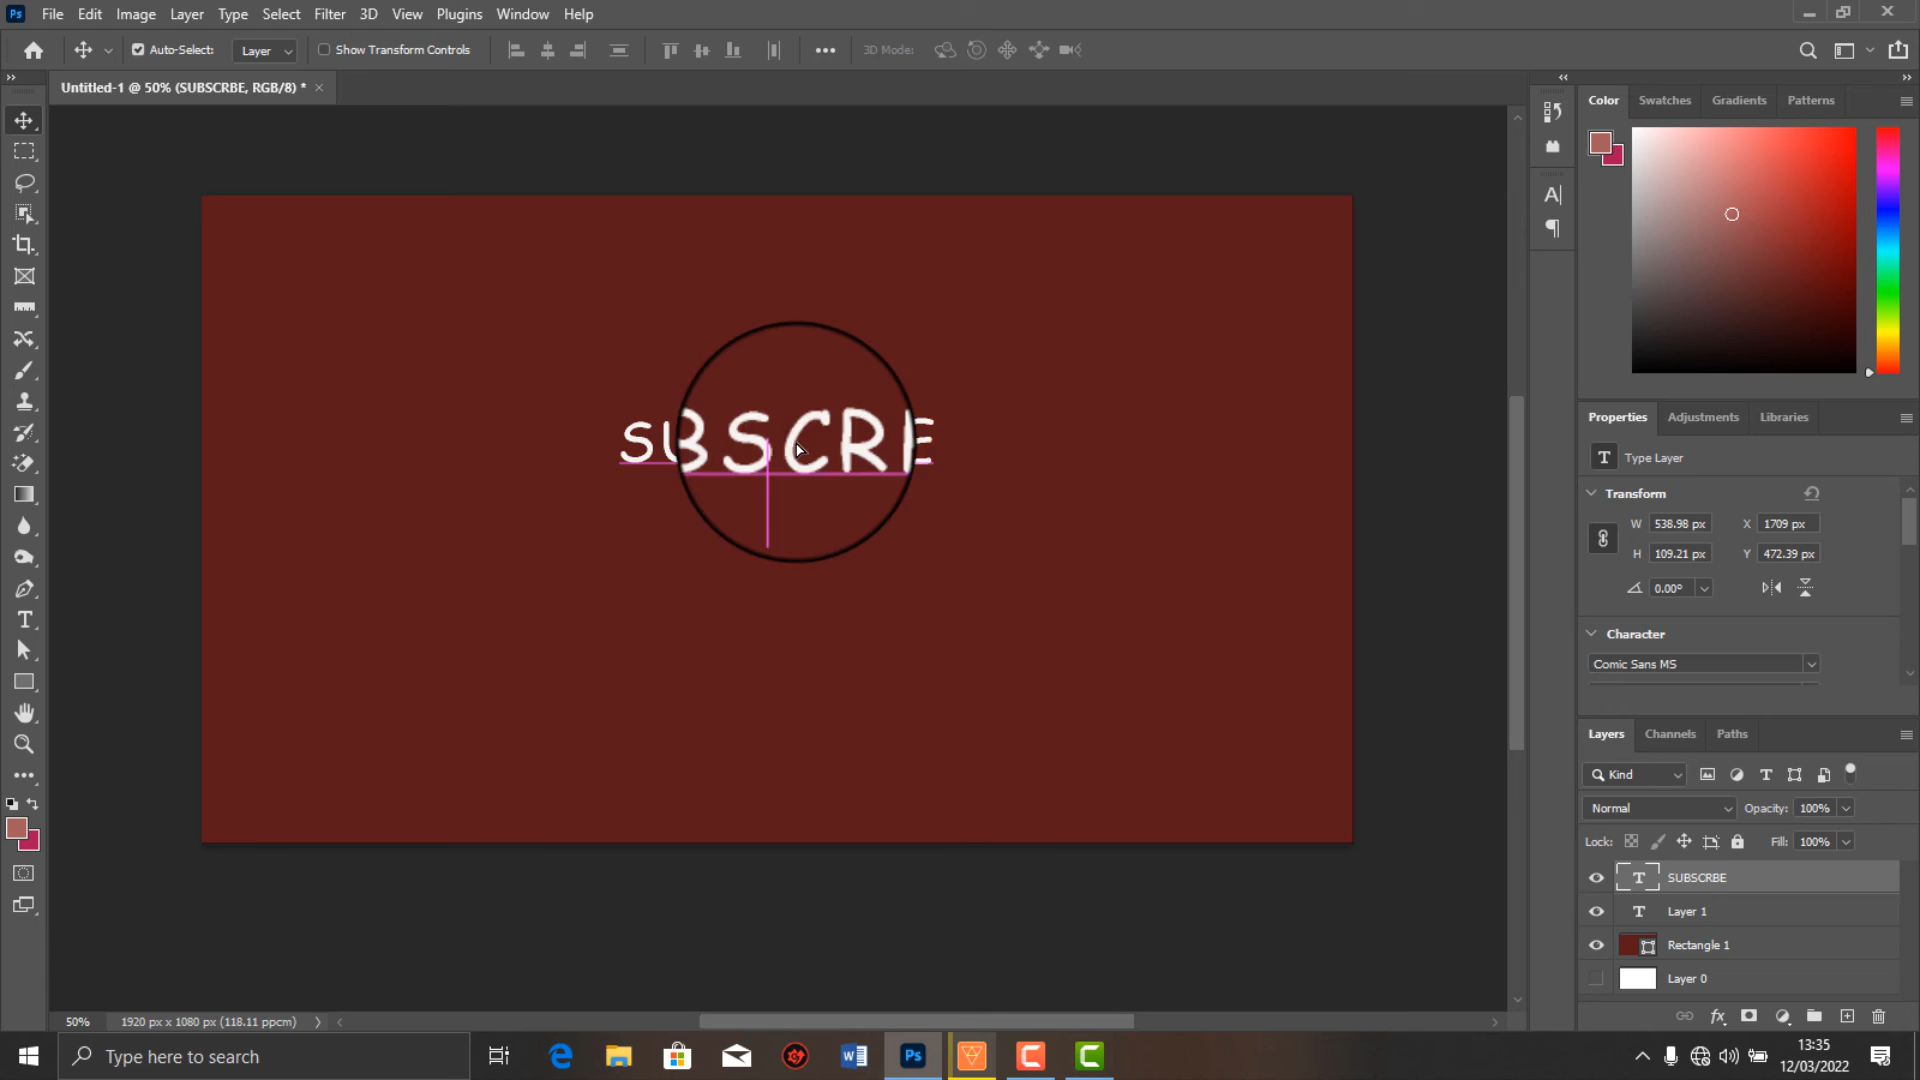 Ps File Edit Image Layer Type Select Filter 3D View Plugins Window Help
Auto-Select: Layer Show Transform Controls 3D Mode:
Untitled-1 @ 50% (SUBSCRBE, RGB/8) *
Color Swatches Gradients Patterns
SUBSCRE
Properties Adjustments Libraries
T Type Layer
Transform
W 538.98 px X 1709 px
H 109.21 px Y 472.39 px
0.00°
Character
Comic Sans MS
Layers Channels Paths
Kind
Normal Opacity: 100%
Lock: Fill: 100%
T SUBSCRBE
T Layer 1
Rectangle 1
Layer 0
50% 1920 px x 1080 px (118.11 ppcm)
Type here to search
Ps
13:35
12/03/2022